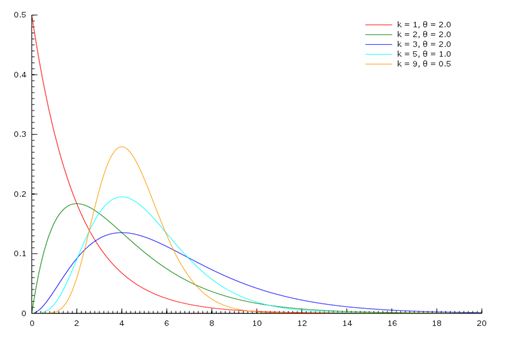 0.5
k = 1, θ = 2.0
k = 2, θ = 2.0
k = 3, θ = 2.0
k = 5, θ = 1.0
k = 9, θ = 0.5
0.4
0.3
0.2
0.1
0
0 2 4 6 8 10 12 14 16 18 20